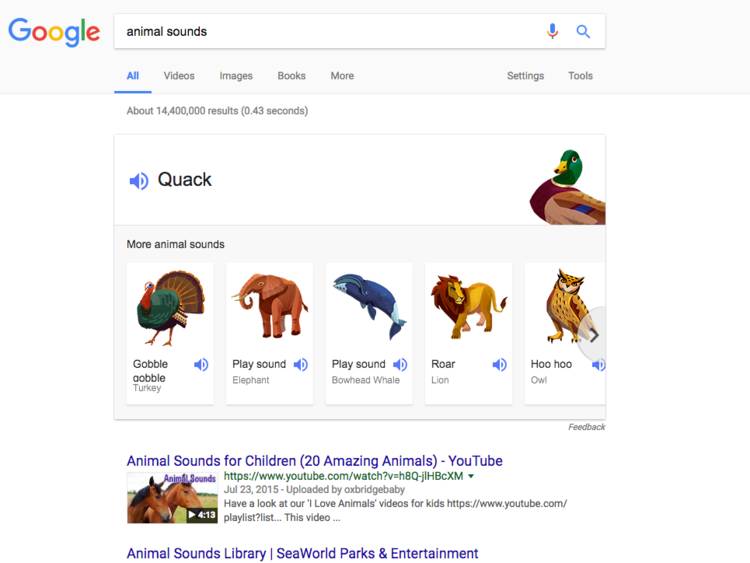 Google
animal sounds
All Videos Images Books More Settings Tools
About 14,400,000 results (0.43 seconds)
Quack
More animal sounds
Gobble
gobble
Turkey
Play sound
Elephant
Play sound
Bowhead Whale
Roar
Lion
Hoo hoo
Owl
Feedback
Animal Sounds for Children (20 Amazing Animals) - YouTube
Animal Sounds
4:13
https://www.youtube.com/watch?v=h8Q-jIHBcXM
Jul 23, 2015 - Uploaded by oxbridgebaby
Have a look at our 'I Love Animals' videos for kids https://www.youtube.com/
playlist?list... This video ...
Animal Sounds Library | SeaWorld Parks & Entertainment